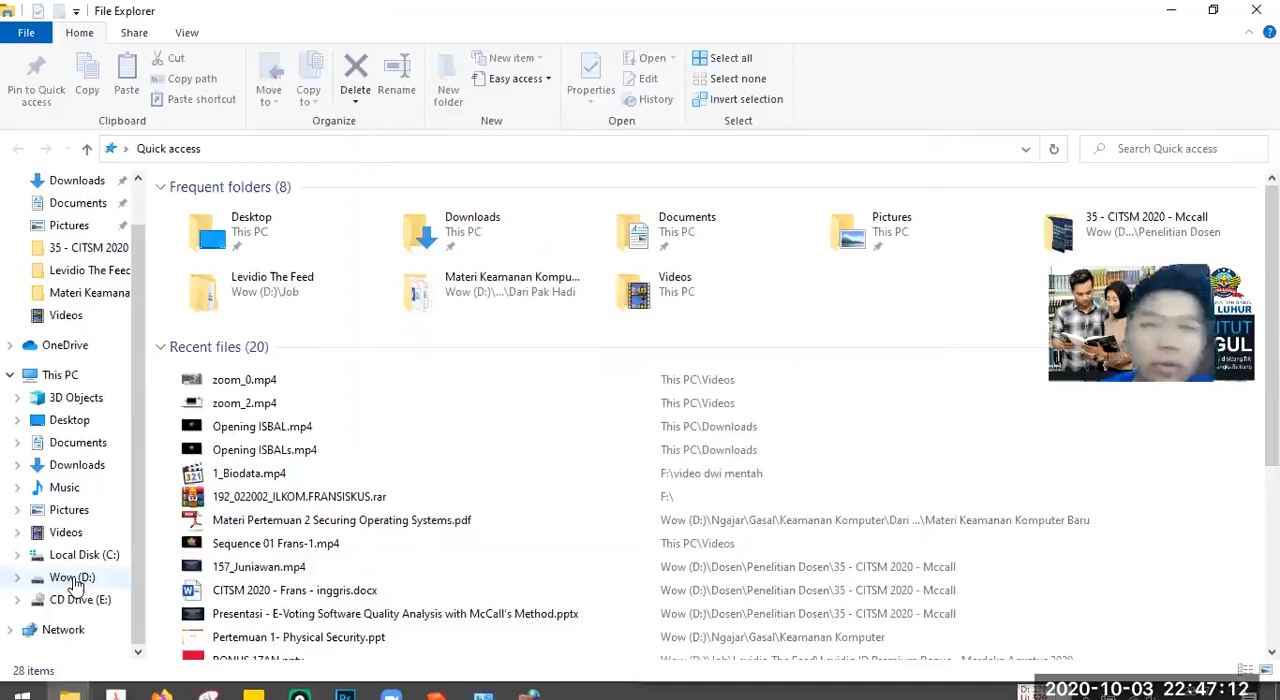 File Explorer
File
Home
Share
View
Pin to Quick access
Copy
Paste
Cut
Copy path
Paste shortcut
Clipboard
Move to
Copy to
Delete
Rename
Organize
New folder
New item
Easy access
New
Properties
Open
Edit
History
Open
Select all
Select none
Invert selection
Select
Quick access
Search Quick access
Downloads
Documents
Pictures
35 - CITSM 2020
Levidio The Feed
Materi Keamana
Videos
OneDrive
This PC
3D Objects
Desktop
Documents
Downloads
Music
Pictures
Videos
Local Disk (C:)
Wow (D:)
CD Drive (E:)
Network
28 items
Frequent folders (8)
Desktop
This PC
Downloads
This PC
Documents
This PC
Pictures
This PC
35 - CITSM 2020 - Mccall
Wow (D...\Penelitian Dosen
Levidio The Feed
Wow (D:)\Job
Materi Keamanan Kompu...
Wow (D:)\...\Dari Pak Hadi
Videos
This PC
LUHUR
Recent files (20)
zoom_0.mp4 This PC\Videos
zoom_2.mp4 This PC\Videos
Opening ISBAL.mp4 This PC\Downloads
Opening ISBALs.mp4 This PC\Downloads
1_Biodata.mp4 F:\video dwi mentah
192_022002_ILKOM.FRANSISKUS.rar F:\
Materi Pertemuan 2 Securing Operating Systems.pdf Wow (D:)\Ngajar\Gasal\Keamanan Komputer\Dari ...\Materi Keamanan Komputer Baru
Sequence 01 Frans-1.mp4 This PC\Videos
157_Juniawan.mp4 Wow (D:)\Dosen\Penelitian Dosen\35 - CITSM 2020 - Mccall
CITSM 2020 - Frans - inggris.docx Wow (D:)\Dosen\Penelitian Dosen\35 - CITSM 2020 - Mccall
Presentasi - E-Voting Software Quality Analysis with McCall's Method.pptx Wow (D:)\Dosen\Penelitian Dosen\35 - CITSM 2020 - Mccall
Pertemuan 1- Physical Security.ppt Wow (D:)\Ngajar\Gasal\Keamanan Komputer
2020-10-03 22:47:12